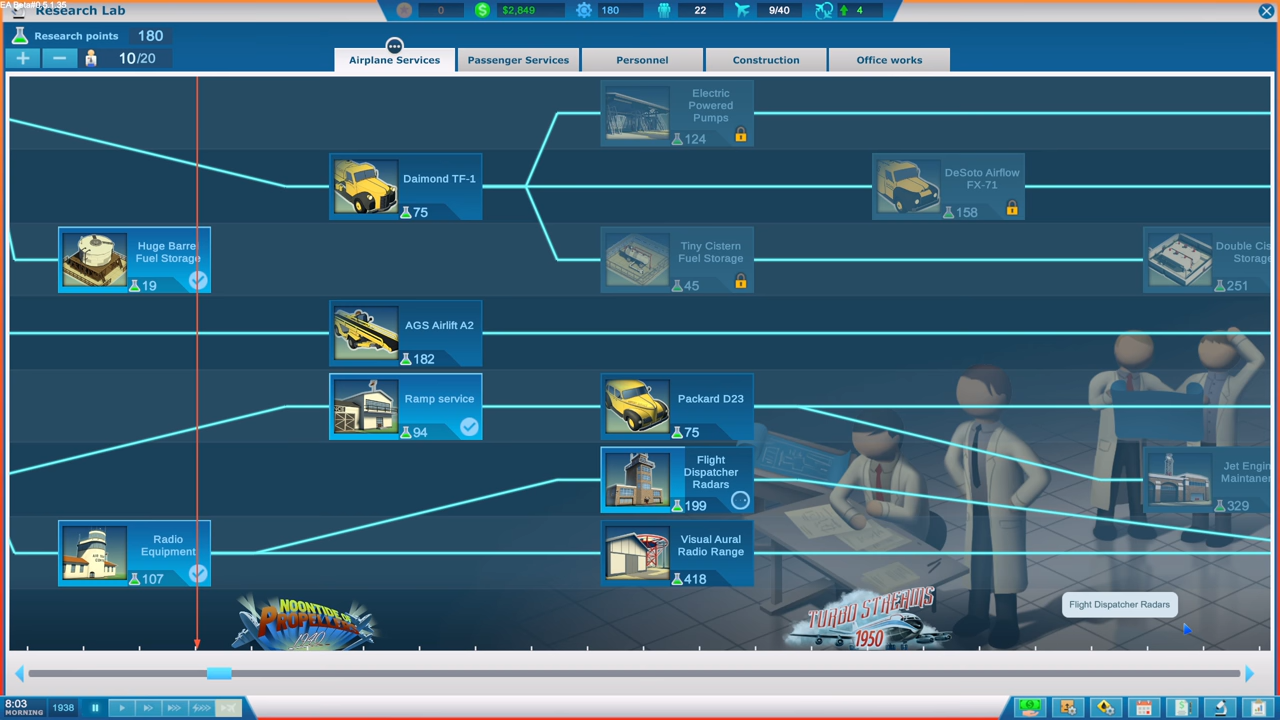 EA Beta#0.5.1.35
Research Lab
0
$2,849
180
22
9/40
4
Research points 180
10/20
Airplane Services
Passenger Services
Personnel
Construction
Office works
Electric
Powered
Pumps
124
Daimond TF-1
75
DeSoto Airflow
FX-71
158
Huge Barrel
Fuel Storage
19
Tiny Cistern
Fuel Storage
45
Double Cis
Storage
251
AGS Airlift A2
182
Ramp service
94
Packard D23
75
Flight
Dispatcher
Radars
199
Jet Engin
Maintanen
329
Radio
Equipment
107
Visual Aural
Radio Range
418
NOONTIDE OF
PROPELLERS
1940
TURBO STREAMS
1950
Flight Dispatcher Radars
8:03
MORNING
1938